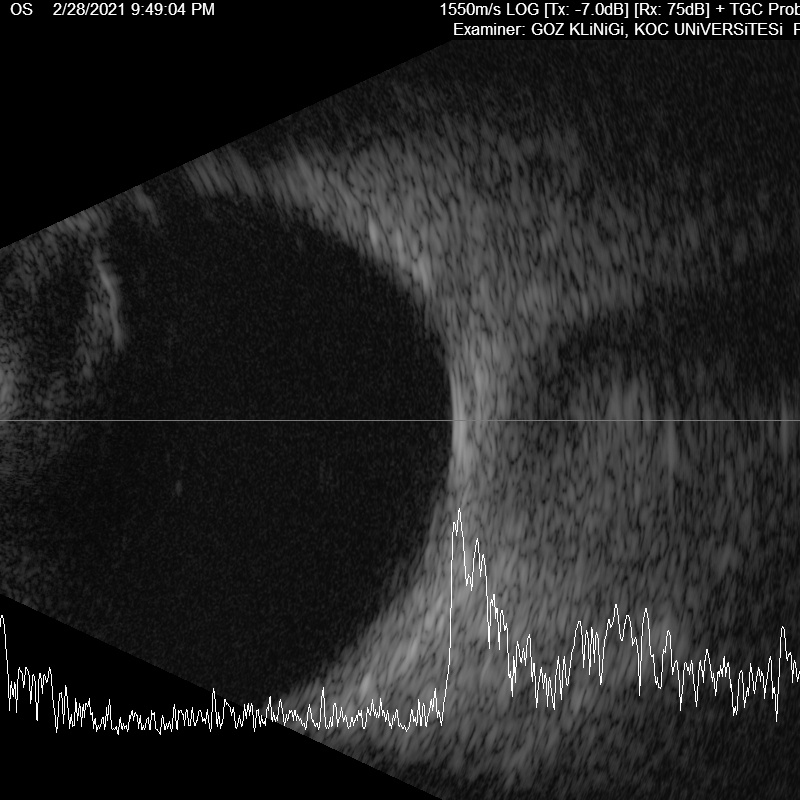 OS 2/28/2021 9:49:04 PM 1550m/s LOG [Tx: -7.0dB] [Rx: 75dB] + TGC Prob
Examiner: GOZ KLiNiGi, KOC UNiVERSiTESi P